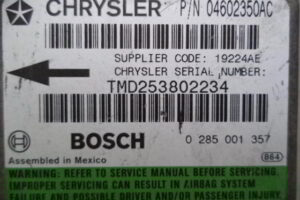 CHRYSLER P/N 04602350AC
SUPPLIER CODE: 19224AE
CHRYSLER SERIAL NUMBER:
TMD253802234
BOSCH 0 285 001 357
Assembled in Mexico 864
WARNING: REFER TO SERVICE MANUAL BEFORE SERVICING.
IMPROPER SERVICING CAN RESULT IN AIRBAG SYSTEM
FAILURE AND POSSIBLE DRIVER AND/OR PASSENGER INJURY.